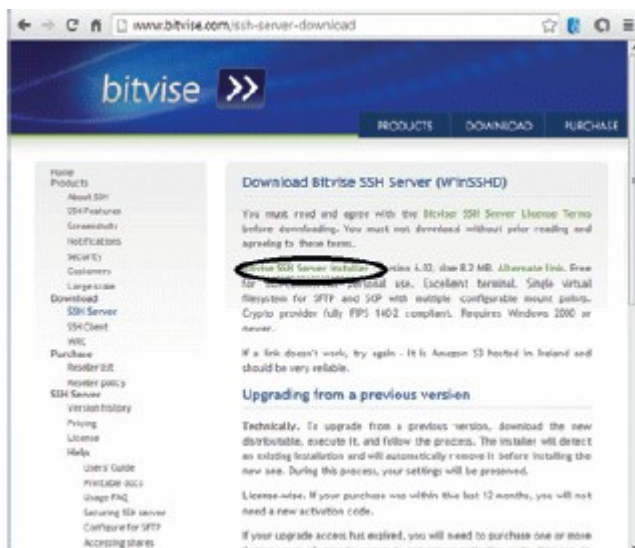 www.bitvise.com/ssh-server-download
bitvise
PRODUCTS DOWNLOAD PURCHASE
Home
Products
About SSH
SSH Features
Screenshots
Notifications
Security
Customers
Large scale
Download
SSH Server
SSH Client
WRC
Purchase
Reseller list
Reseller policy
SSH Server
Version history
Pricing
License
Help
Users' Guide
Printable docs
Usage FAQ
Securing SSH server
Configure for SFTP
Accessing shares
Download Bitvise SSH Server (WinSSHD)
You must read and agree with the Bitvise SSH Server License Terms
before downloading. You must not download without prior reading and
agreeing to these terms.
Bitvise SSH Server Installer, version size 8.2 MB. Alternate link. Free
for personal use. Excellent terminal. Single virtual
filesystem for SFTP and SCP with multiple configurable mount points.
Crypto provider fully FIPS 140-2 compliant. Requires Windows 2000 or
newer.
If a link doesn't work, try again - it is Amazon S3 hosted in Ireland and
should be very reliable.
Upgrading from a previous version
Technically. To upgrade from a previous version, download the new
distributable, execute it, and follow the process. The installer will detect
an existing installation and will automatically remove it before installing the
new one. During this process, your settings will be preserved.
License-wise. If your purchase was within the last 12 months, you will not
need a new activation code.
If your upgrade access has expired, you will need to purchase one or more